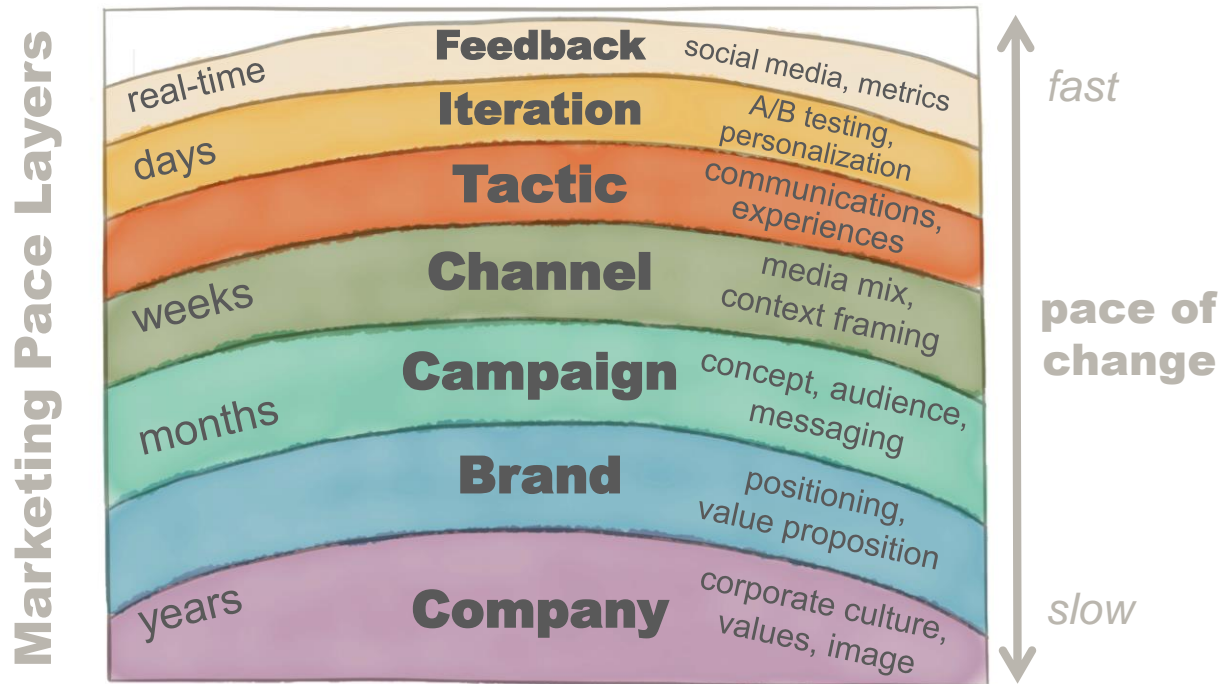 Marketing Pace Layers
real-time
Feedback
social media, metrics
days
Iteration
A/B testing,
personalization
Tactic
communications,
experiences
weeks
Channel
media mix,
context framing
months
Campaign
concept, audience,
messaging
Brand
positioning,
value proposition
years
Company
corporate culture,
values, image
fast
pace of
change
slow